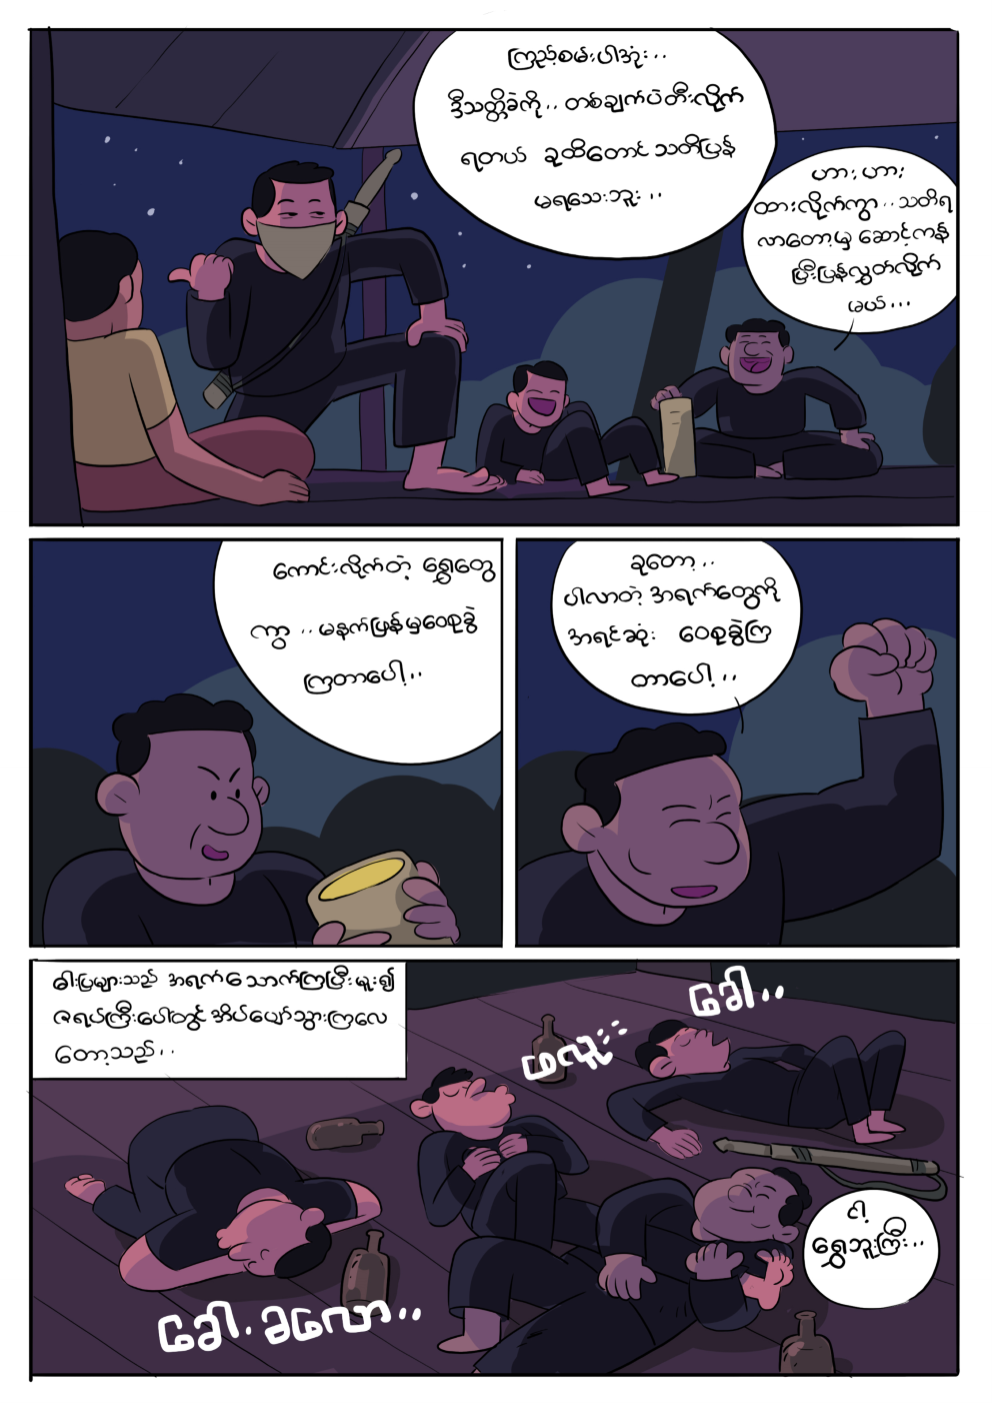 ကြည့်စမ်းပါအုံး..
ဒီသတ္တိခဲကို.. တစ်ချက်ပဲတီးလိုက်
ရတယ် ခုထိတောင် သတိပြန်
မရသေးဘူး..
ဟား ဟား
ထားလိုက်ကွာ.. သတိရ
လာတော့မှ ဆောင့်ကန်
ပြီးပြန်လွှတ်လိုက်
မယ်...
ကောင်းလိုက်တဲ့ ရွှေတွေ
ကွာ.. မနက်ဖြန်မှဝေစုခွဲ
ကြတာပေါ့..
ခုတော့..
ပါလာတဲ့ အရက်တွေကို
အရင်ဆုံး ဝေစုခွဲကြ
တာပေါ့..
ဓါးပြများသည် အရက်သောက်ကြပြီးမူး၍
ဇရပ်ကြီးပေါ်တွင်အိပ်ပျော်သွားကြလေ
တော့သည်..
ခေါ..
ဖလူး..
ငါ့
ရွှေဘူးကြီး..
ခေါ.ခလော..